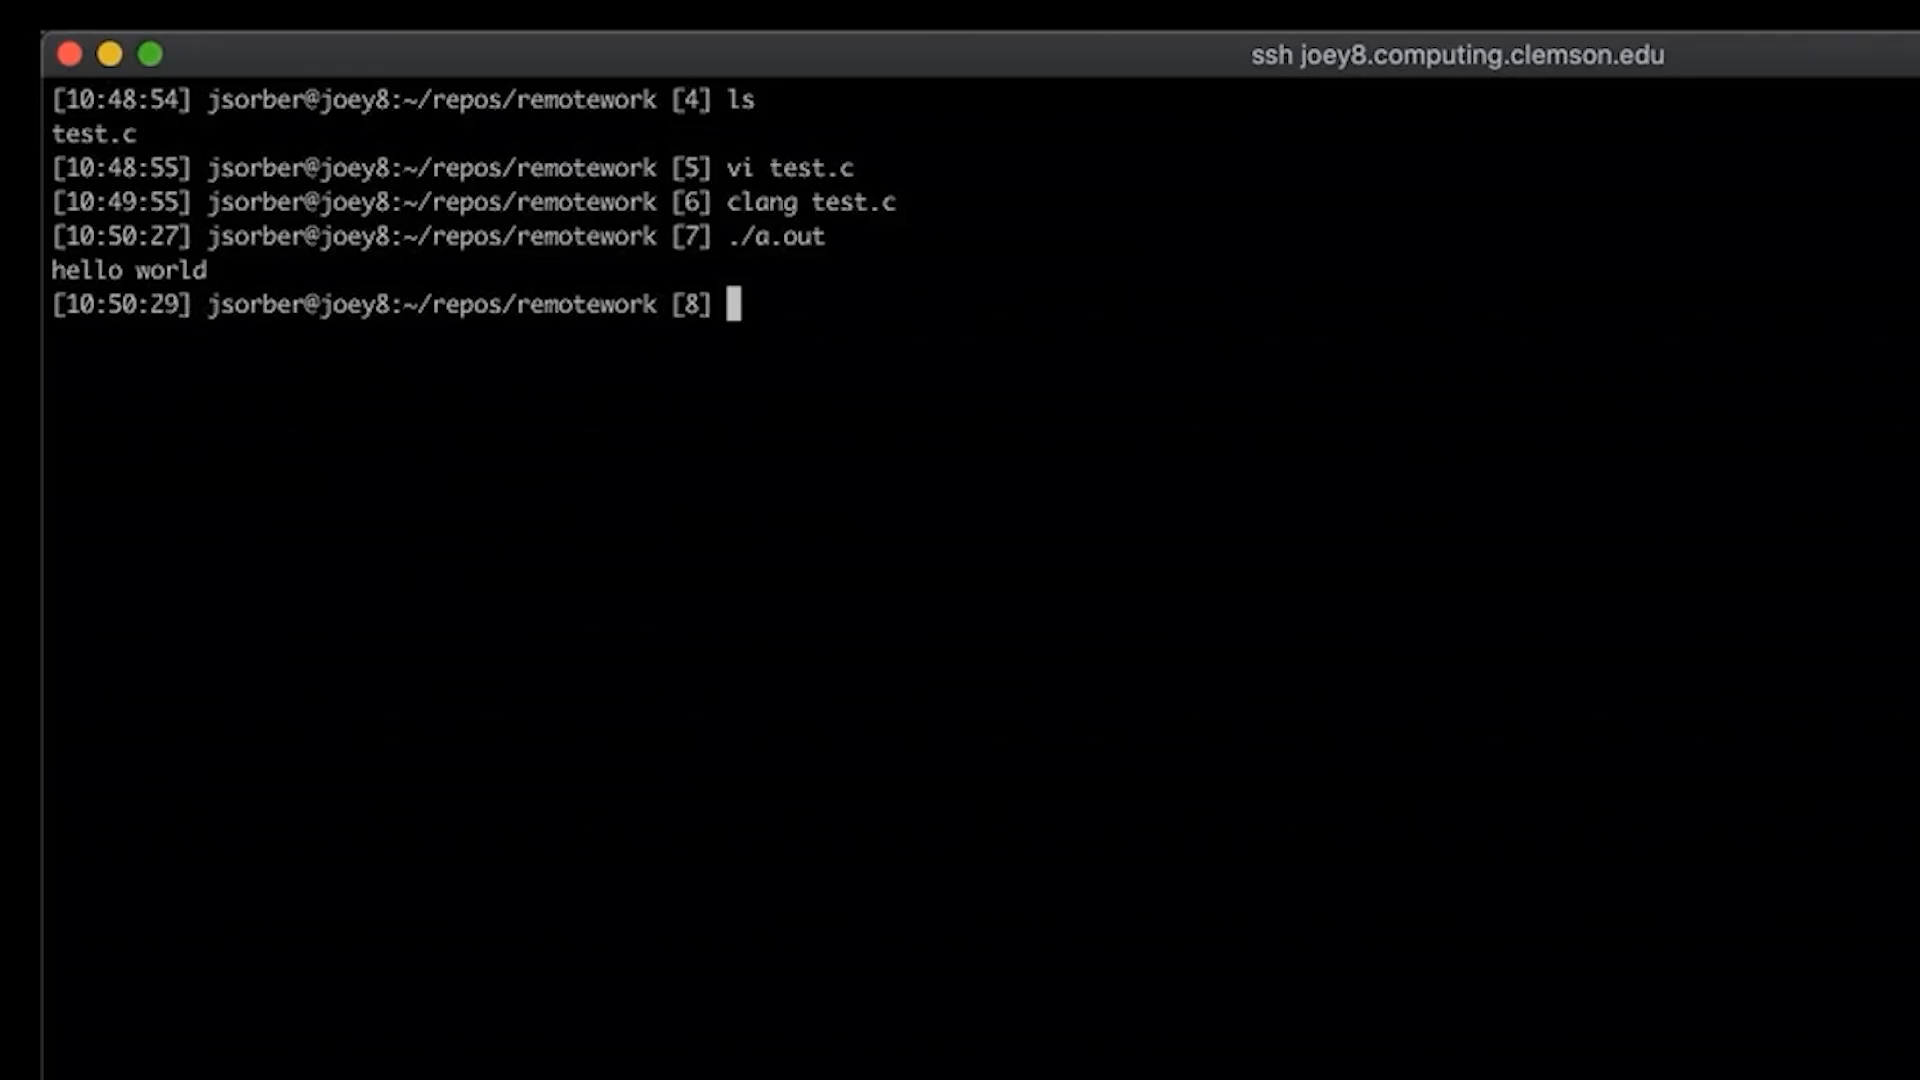 ssh joey8.computing.clemson.edu
[10:48:54] jsorber@joey8:~/repos/remotework [4] ls
test.c
[10:48:55] jsorber@joey8:~/repos/remotework [5] vi test.c
[10:49:55] jsorber@joey8:~/repos/remotework [6] clang test.c
[10:50:27] jsorber@joey8:~/repos/remotework [7] ./a.out
hello world
[10:50:29] jsorber@joey8:~/repos/remotework [8]